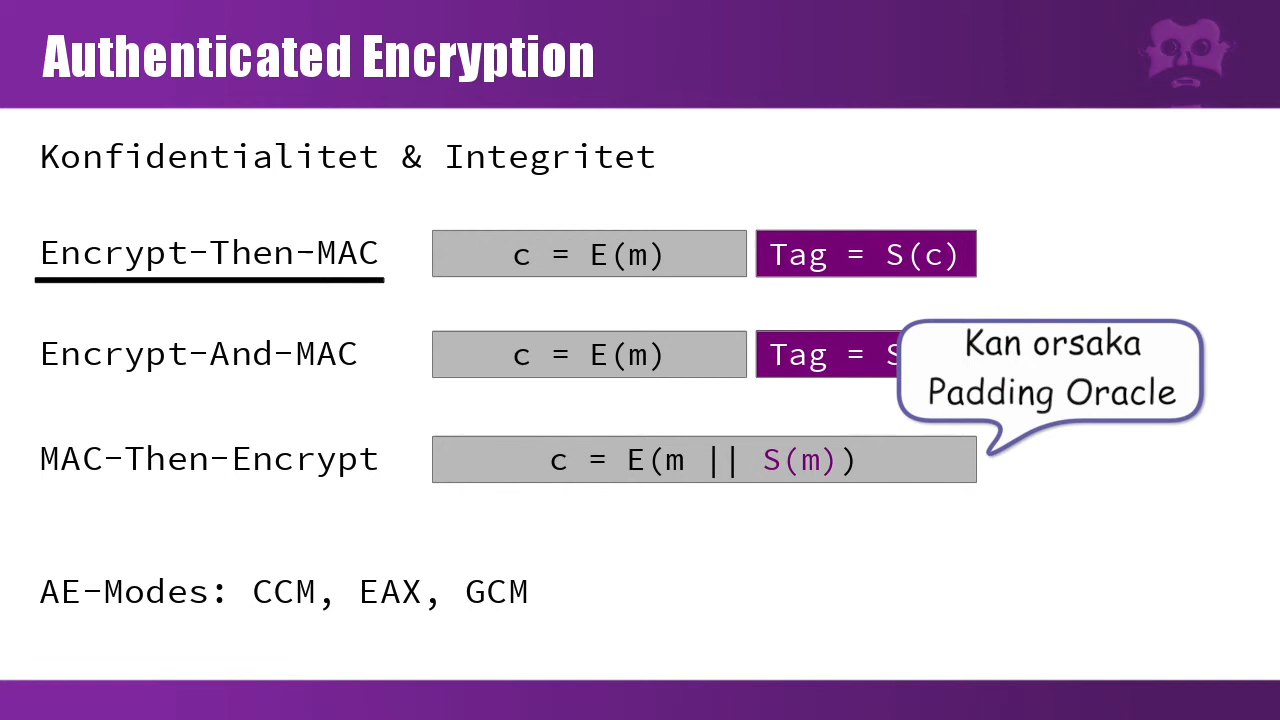 Authenticated Encryption
Konfidentialitet & Integritet
Encrypt-Then-MAC
c = E(m)
Tag = S(c)
Encrypt-And-MAC
c = E(m)
Tag =
Kan orsaka
Padding Oracle
MAC-Then-Encrypt
c = E(m || S(m))
AE-Modes: CCM, EAX, GCM